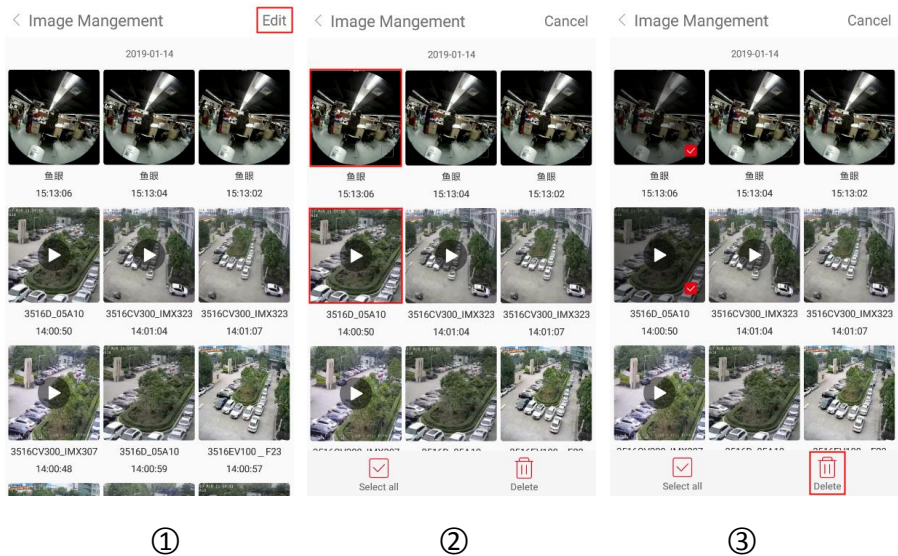 < Image Mangement Edit
2019-01-14
鱼眼 鱼眼 鱼眼
15:13:06 15:13:04 15:13:02
3516D_05A10 3516CV300_IMX323 3516CV300_IMX323
14:00:50 14:01:04 14:01:07
3516CV300_IMX307 3516D_05A10 3516EV100 _ F23
14:00:48 14:00:59 14:00:57
①
< Image Mangement Cancel
2019-01-14
鱼眼 鱼眼 鱼眼
15:13:06 15:13:04 15:13:02
3516D_05A10 3516CV300_IMX323 3516CV300_IMX323
14:00:50 14:01:04 14:01:07
Select all Delete
②
< Image Mangement Cancel
2019-01-14
鱼眼 鱼眼 鱼眼
15:13:06 15:13:04 15:13:02
3516D_05A10 3516CV300_IMX323 3516CV300_IMX323
14:00:50 14:01:04 14:01:07
Select all Delete
③